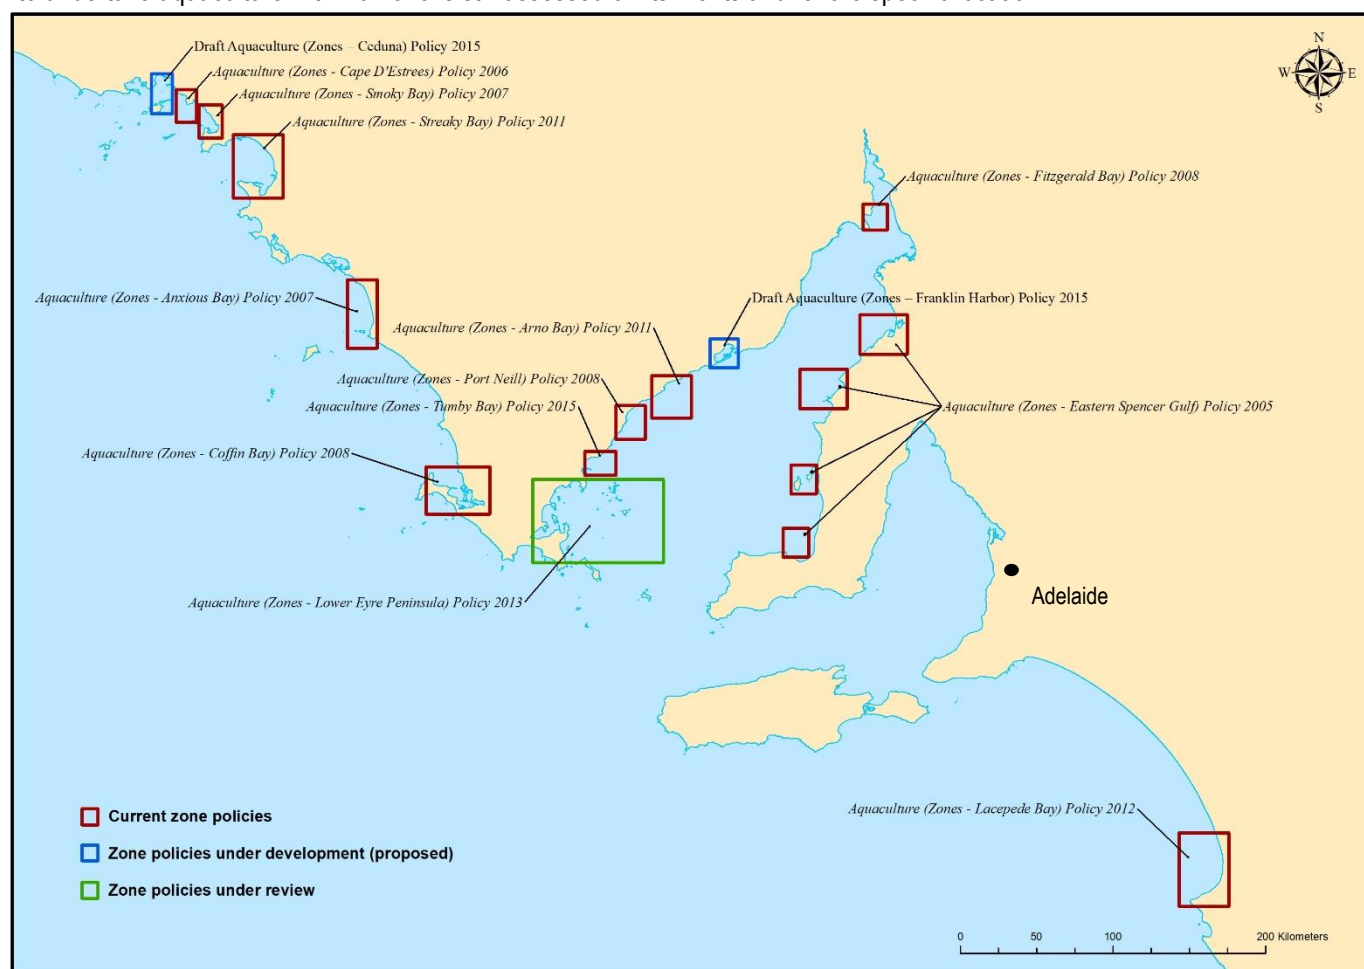 N
W E
S
Draft Aquaculture (Zones – Ceduna) Policy 2015
Aquaculture (Zones - Cape D'Estrees) Policy 2006
Aquaculture (Zones - Smoky Bay) Policy 2007
Aquaculture (Zones - Streaky Bay) Policy 2011
Aquaculture (Zones - Fitzgerald Bay) Policy 2008
Aquaculture (Zones - Anxious Bay) Policy 2007
Draft Aquaculture (Zones – Franklin Harbor) Policy 2015
Aquaculture (Zones - Arno Bay) Policy 2011
Aquaculture (Zones - Port Neill) Policy 2008
Aquaculture (Zones - Tumby Bay) Policy 2015
Aquaculture (Zones - Eastern Spencer Gulf) Policy 2005
Aquaculture (Zones - Coffin Bay) Policy 2008
Aquaculture (Zones - Lower Eyre Peninsula) Policy 2013
Adelaide
Aquaculture (Zones - Lacepede Bay) Policy 2012
Current zone policies
Zone policies under development (proposed)
Zone policies under review
0 50 100 200 Kilometers